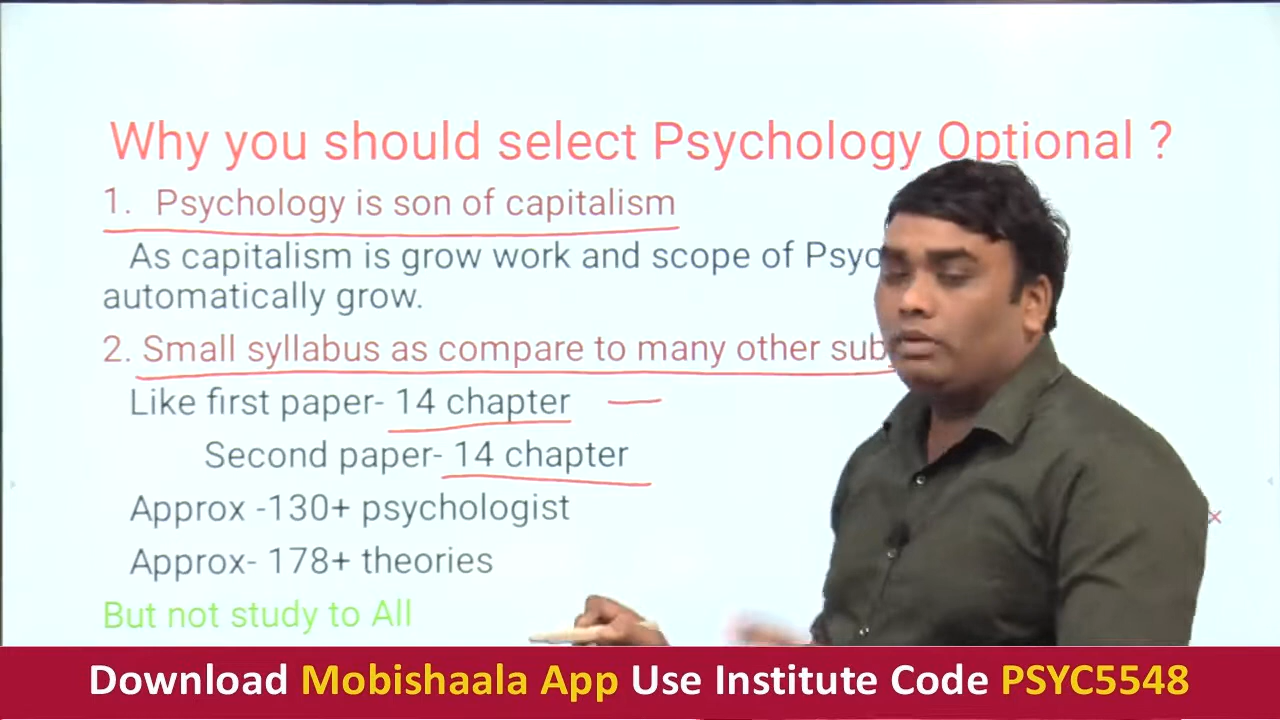 Why you should select Psychology Optional ?
1. Psychology is son of capitalism
As capitalism is grow work and scope of
automatically grow.
2. Small syllabus as compare to many other
Like first paper- 14 chapter
Second paper- 14 chapter
Approx -130+ psychologist
Approx- 178+ theories
But not study to All
Download Mobishaala App Use Institute Code PSYC5548